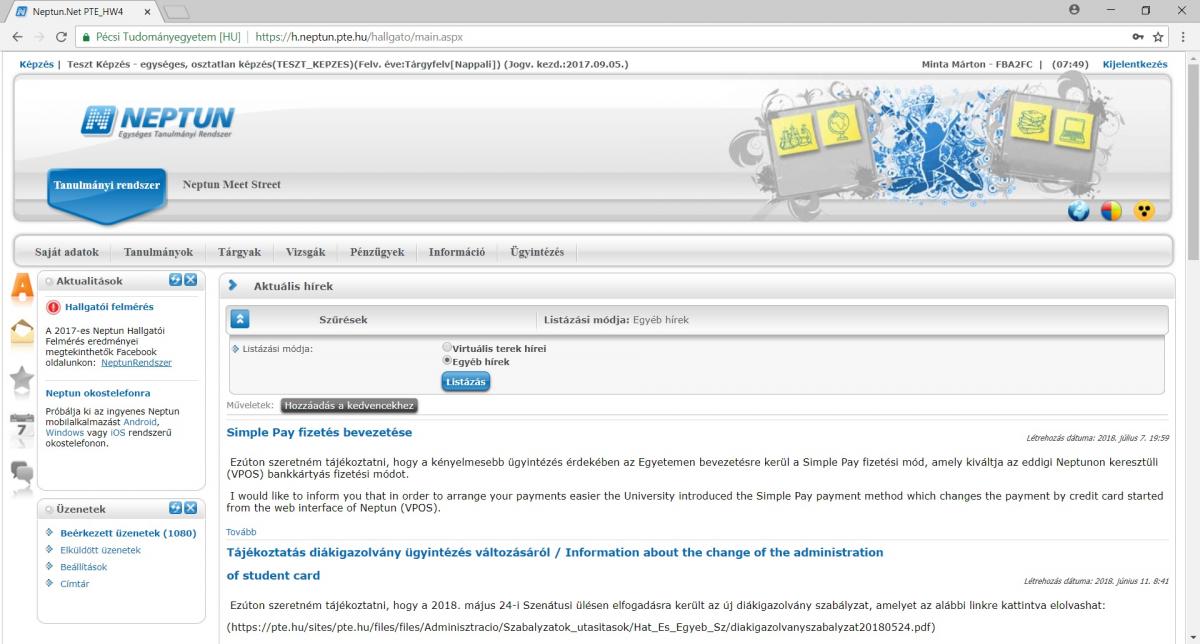 Neptun.Net PTE_HW4
Pécsi Tudományegyetem [HU] | https://h.neptun.pte.hu/hallgato/main.aspx
Képzés | Teszt Képzés - egységes, osztatlan képzés(TESZT_KEPZES)(Felv. éve:Tárgyfelv[Nappali]) (Jogv. kezd.:2017.09.05.)
Minta Márton - FBA2FC | (07:49) Kijelentkezés
NEPTUN
Egységes Tanulmányi Rendszer
Tanulmányi rendszer
Neptun Meet Street
Saját adatok
Tanulmányok
Tárgyak
Vizsgák
Pénzügyek
Információ
Ügyintézés
A
7
Aktualitások
Hallgatói felmérés
A 2017-es Neptun Hallgatói
Felmérés eredményei
megtekinthetők Facebook
oldalunkon: NeptunRendszer
Neptun okostelefonra
Próbálja ki az ingyenes Neptun
mobilalkalmazást Android,
Windows vagy iOS rendszerű
okostelefonon.
Üzenetek
Beérkezett üzenetek (1080)
Elküldött üzenetek
Beállítások
Címtár
Aktuális hírek
Szűrések
Listázási módja: Egyéb hírek
Listázási módja:
Virtuális terek hírei
Egyéb hírek
Listázás
Műveletek: Hozzáadás a kedvencekhez
Simple Pay fizetés bevezetése
Létrehozás dátuma: 2018. július 7. 19:59
Ezúton szeretném tájékoztatni, hogy a kényelmesebb ügyintézés érdekében az Egyetemen bevezetésre kerül a Simple Pay fizetési mód, amely kiváltja az eddigi Neptunon keresztüli
(VPOS) bankkártyás fizetési módot.
I would like to inform you that in order to arrange your payments easier the University introduced the Simple Pay payment method which changes the payment by credit card started
from the web interface of Neptun (VPOS).
Tovább
Tájékoztatás diákigazolvány ügyintézés változásáról / Information about the change of the administration
of student card
Létrehozás dátuma: 2018. június 11. 8:41
Ezúton szeretném tájékoztatni, hogy a 2018. május 24-i Szenátusi ülésen elfogadásra került az új diákigazolvány szabályzat, amelyet az alábbi linkre kattintva elolvashat:
(https://pte.hu/sites/pte.hu/files/files/Adminisztracio/Szabalyzatok_utasitasok/Hat_Es_Egyeb_Sz/diakigazolvanyszabalyzat20180524.pdf)